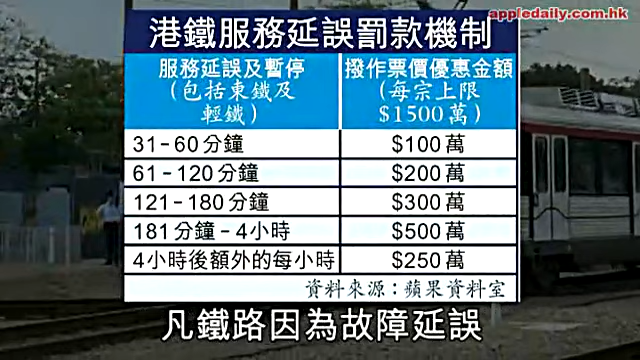 appledaily.com.hk
港鐵服務延誤罰款機制
服務延誤及暫停
(包括東鐵及
輕鐵)
撥作票價優惠金額
(每宗上限
$1500萬)
31-60分鐘 $100萬
61-120分鐘 $200萬
121-180分鐘 $300萬
181分鐘-4小時 $500萬
4小時後額外的每小時 $250萬
資料來源:蘋果資料室
凡鐵路因為故障延誤